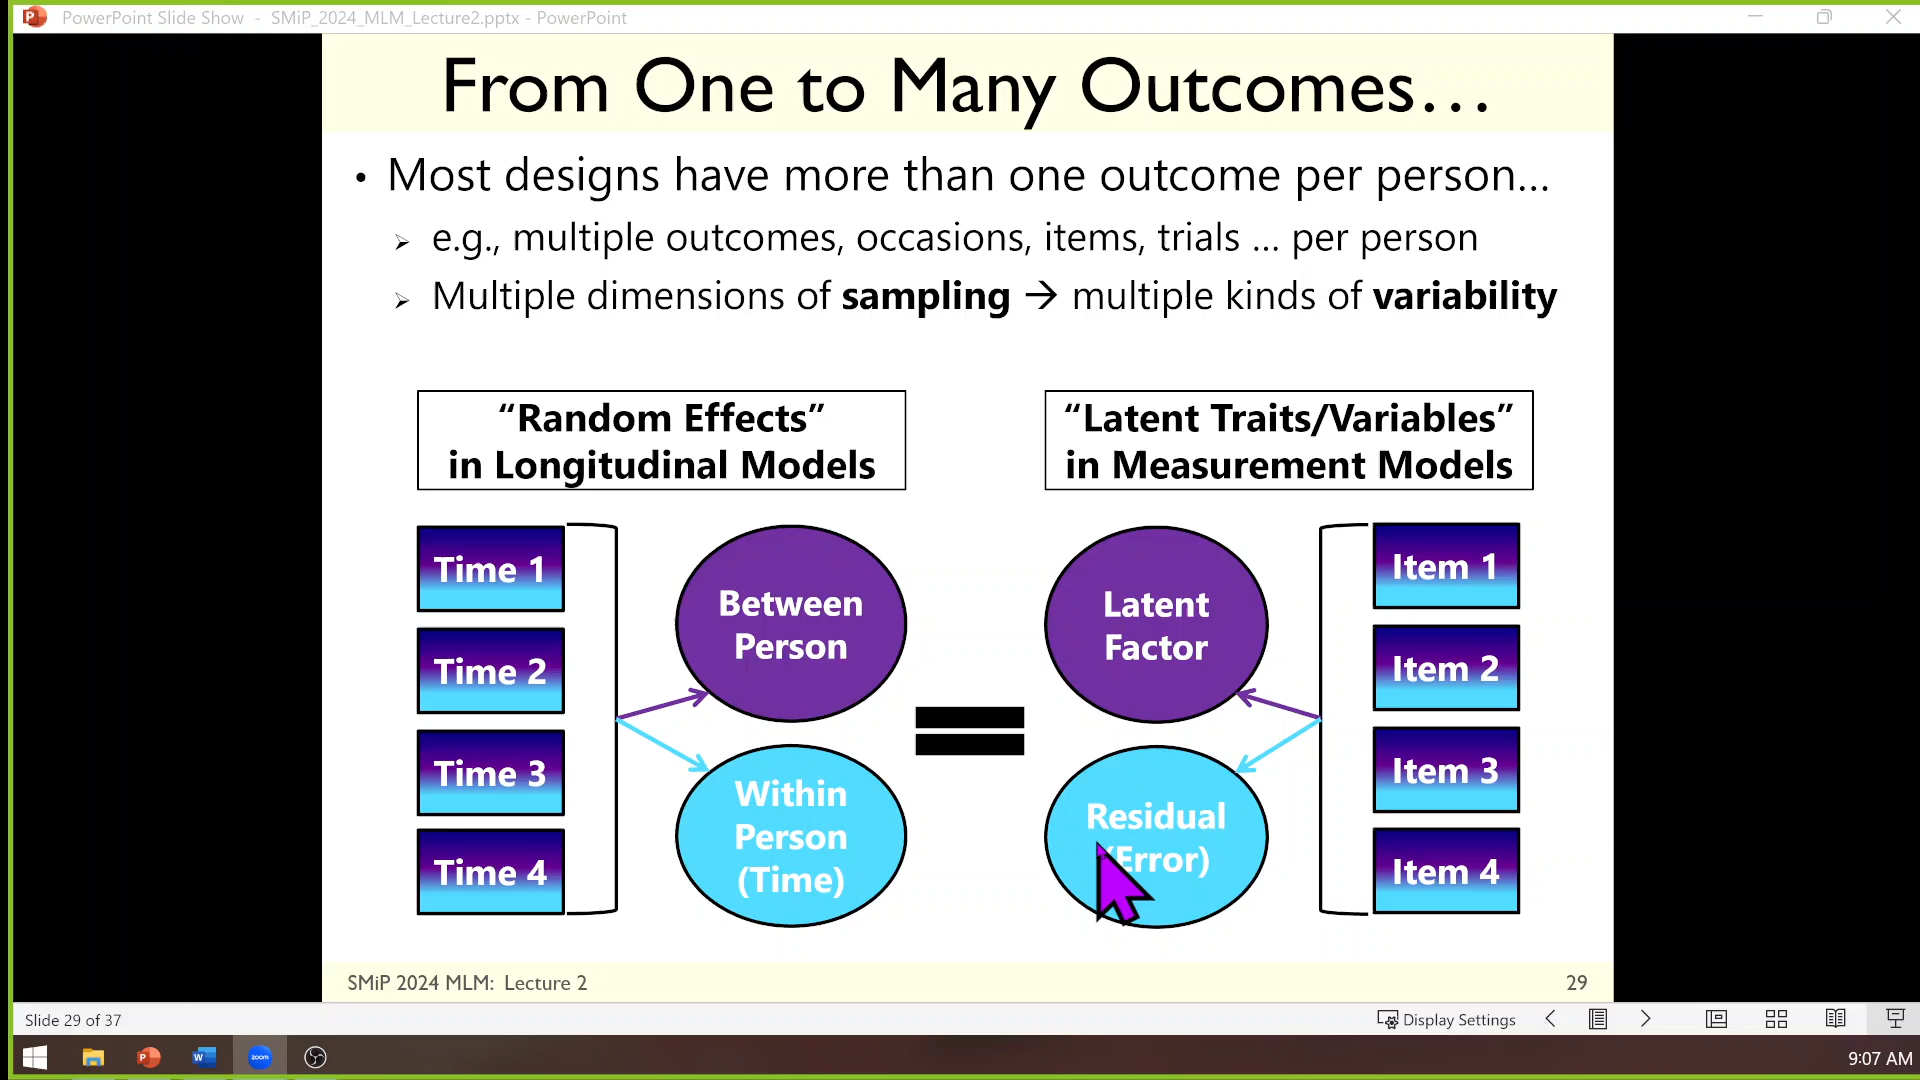 PowerPoint Slide Show - SMiP_2024_MLM_Lecture2.pptx - PowerPoint
From One to Many Outcomes…
• Most designs have more than one outcome per person…
➢ e.g., multiple outcomes, occasions, items, trials … per person
➢ Multiple dimensions of sampling → multiple kinds of variability
“Random Effects”
in Longitudinal Models
“Latent Traits/Variables”
in Measurement Models
Time 1
Time 2
Time 3
Time 4
Between
Person
Within
Person
(Time)
=
Latent
Factor
Residual
(Error)
Item 1
Item 2
Item 3
Item 4
SMiP 2024 MLM: Lecture 2
29
Slide 29 of 37
Display Settings
zoom
9:07 AM